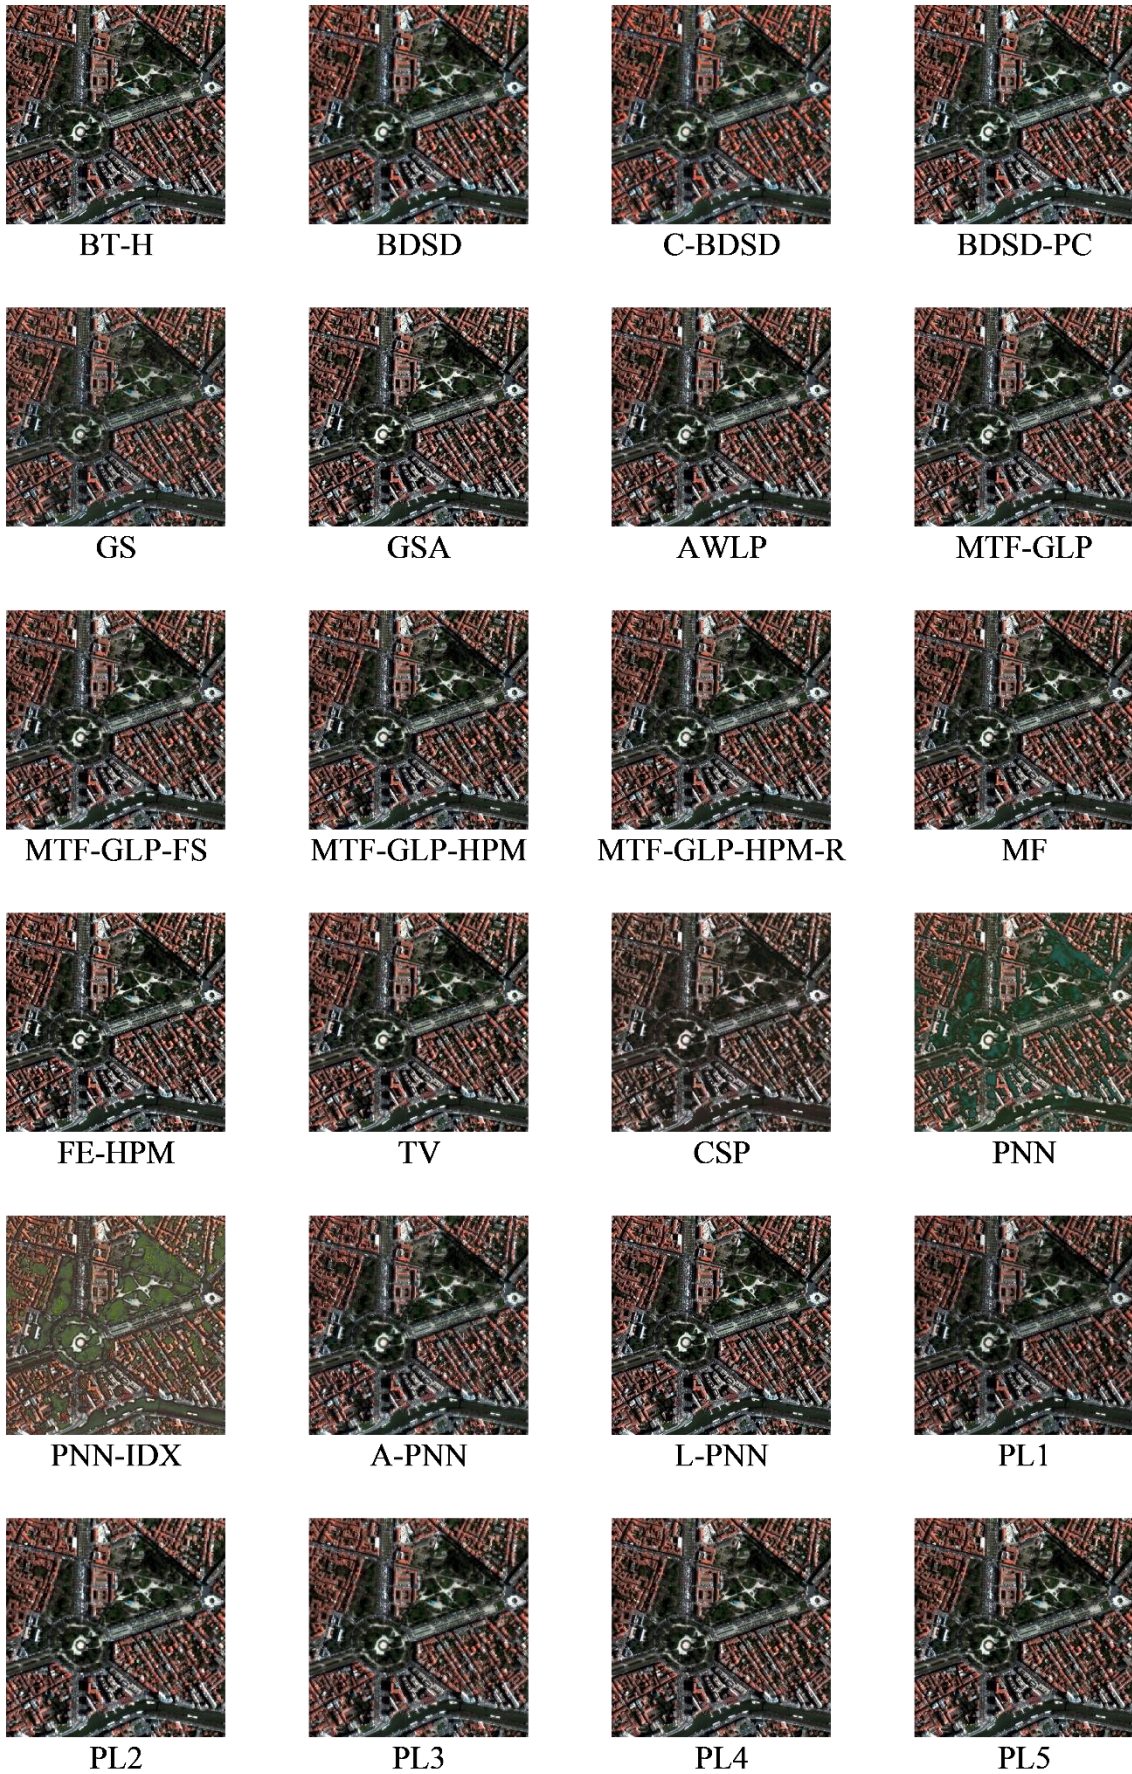 BT-H
BDSD
C-BDSD
BDSD-PC
GS
GSA
AWLP
MTF-GLP
MTF-GLP-FS
MTF-GLP-HPM
MTF-GLP-HPM-R
MF
FE-HPM
TV
CSP
PNN
PNN-IDX
A-PNN
L-PNN
PL1
PL2
PL3
PL4
PL5